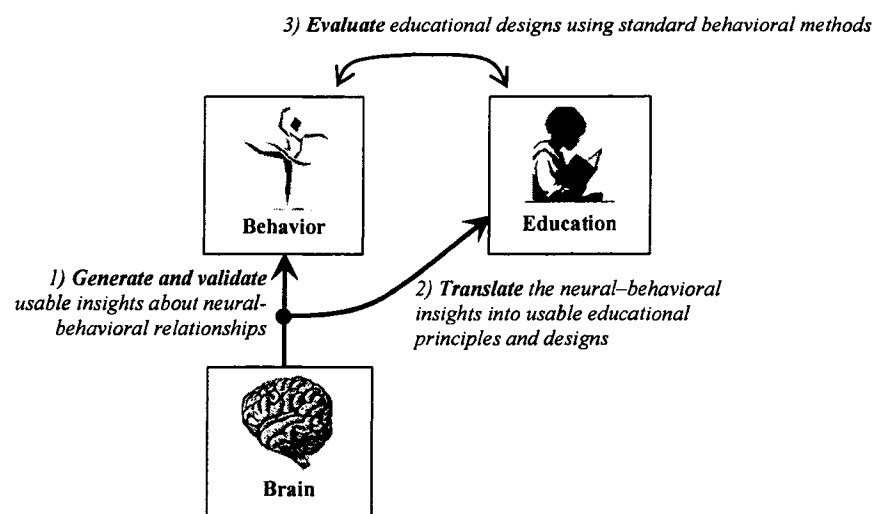 3) Evaluate educational designs using standard behavioral methods
Behavior
Education
1) Generate and validate
usable insights about neural-
behavioral relationships
2) Translate the neural–behavioral
insights into usable educational
principles and designs
Brain